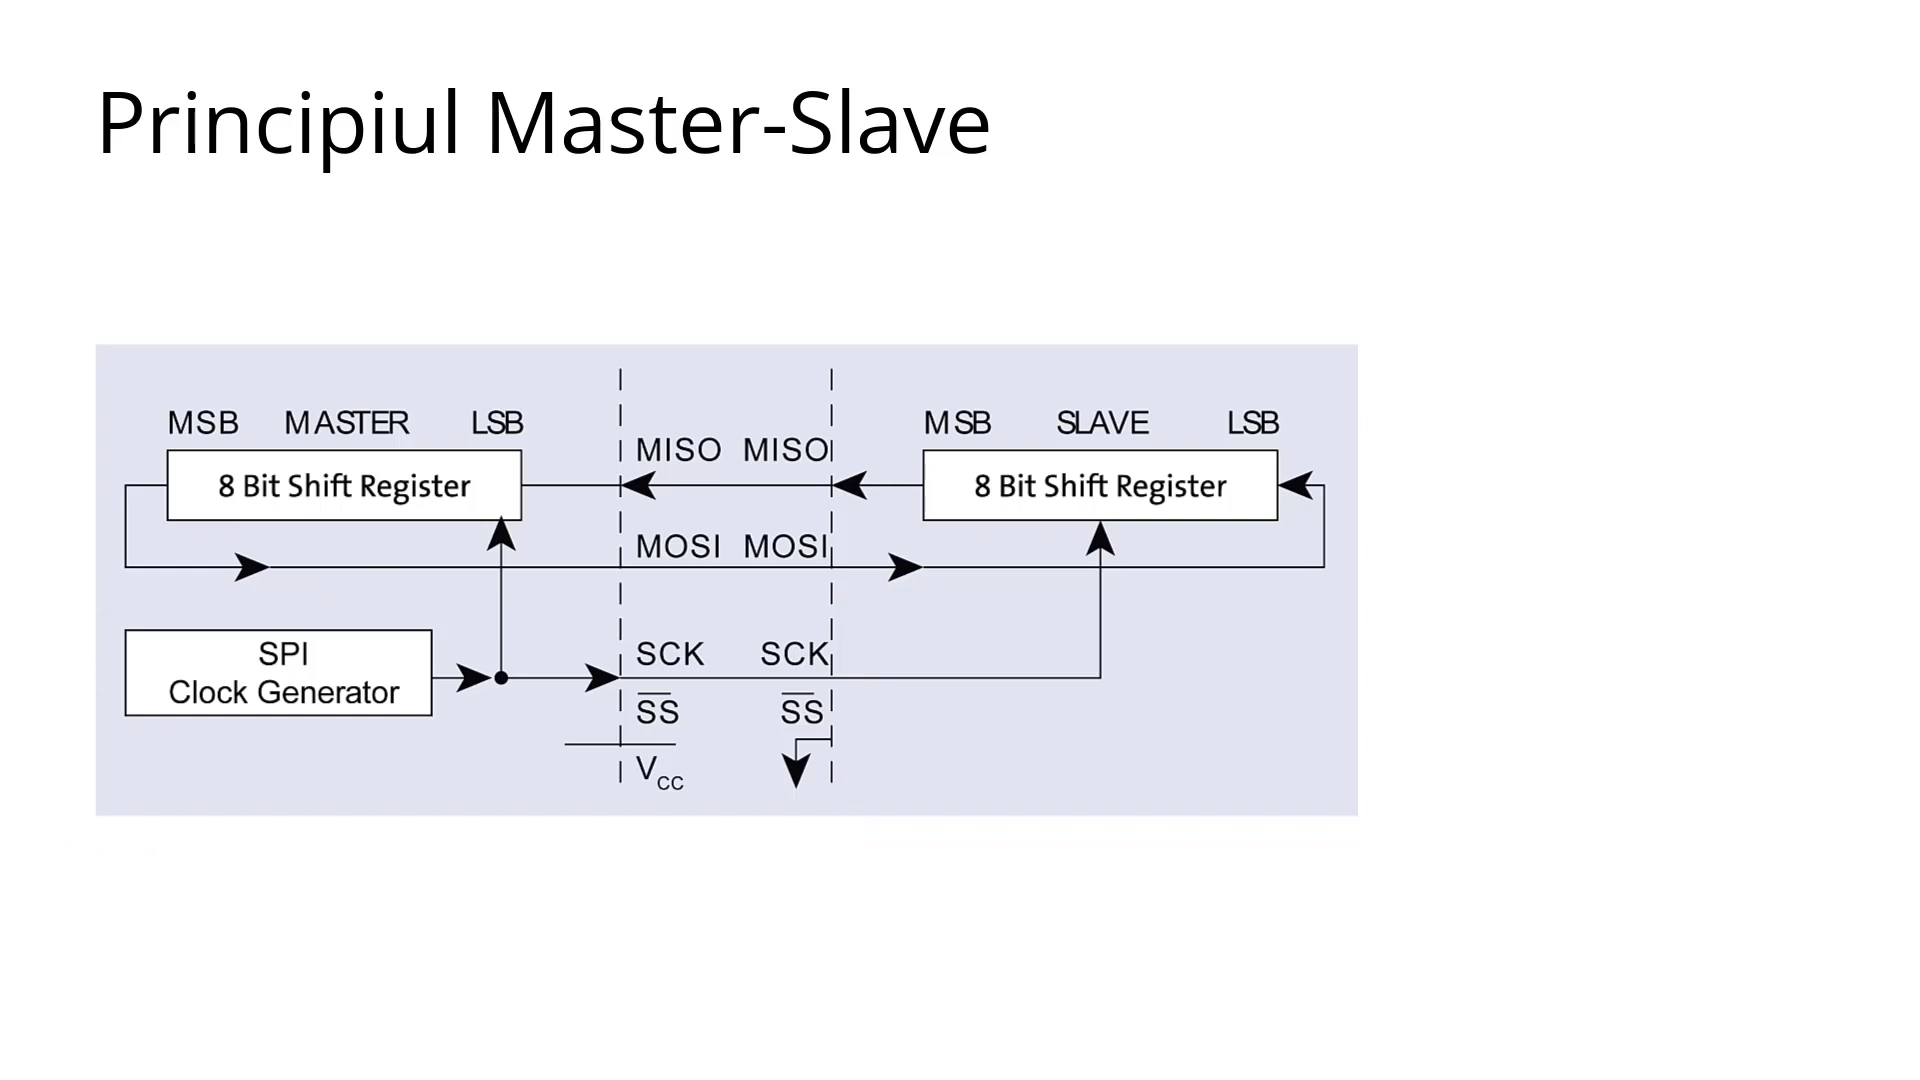 Principiul Master-Slave
MSB MASTER LSB
MSB SLAVE LSB
MISO MISO
8 Bit Shift Register
8 Bit Shift Register
MOSI MOSI
SPI
Clock Generator
SCK SCK
SS SS
VCC